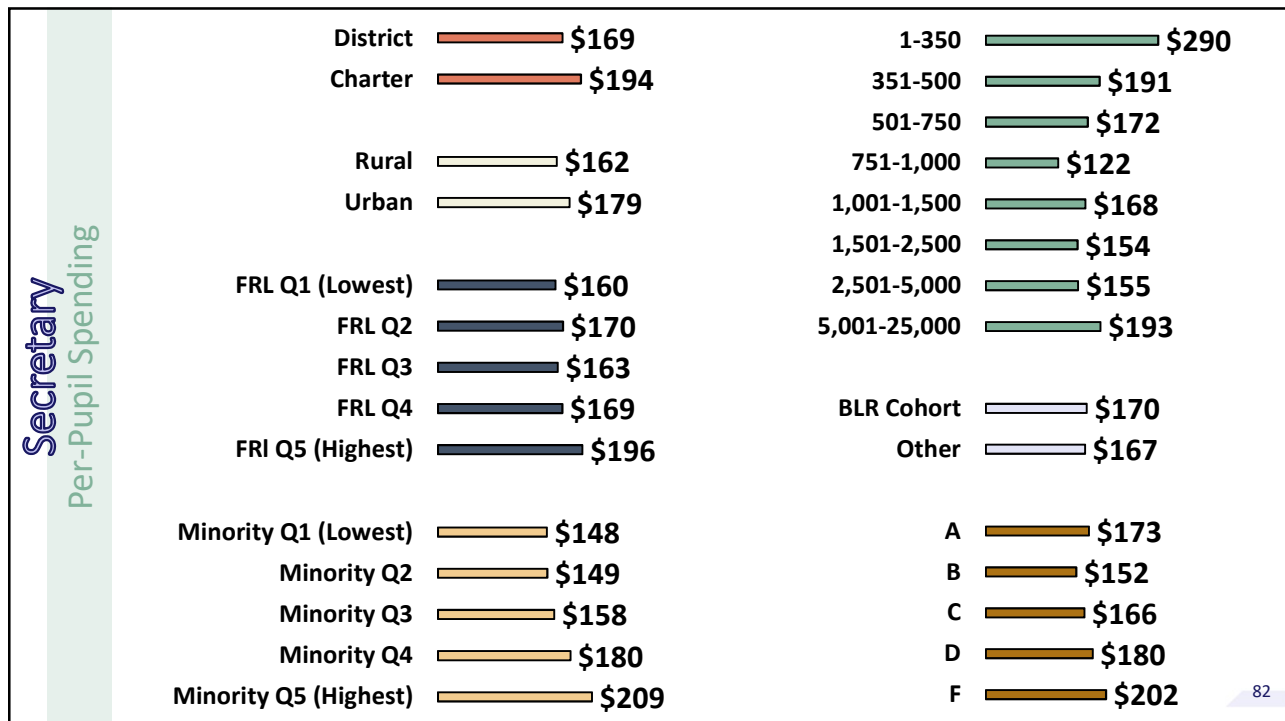 Secretary
Per-Pupil Spending
District $169
Charter $194
Rural $162
Urban $179
FRL Q1 (Lowest) $160
FRL Q2 $170
FRL Q3 $163
FRL Q4 $169
FRl Q5 (Highest) $196
Minority Q1 (Lowest) $148
Minority Q2 $149
Minority Q3 $158
Minority Q4 $180
Minority Q5 (Highest) $209
1-350 $290
351-500 $191
501-750 $172
751-1,000 $122
1,001-1,500 $168
1,501-2,500 $154
2,501-5,000 $155
5,001-25,000 $193
BLR Cohort $170
Other $167
A $173
B $152
C $166
D $180
F $202
82